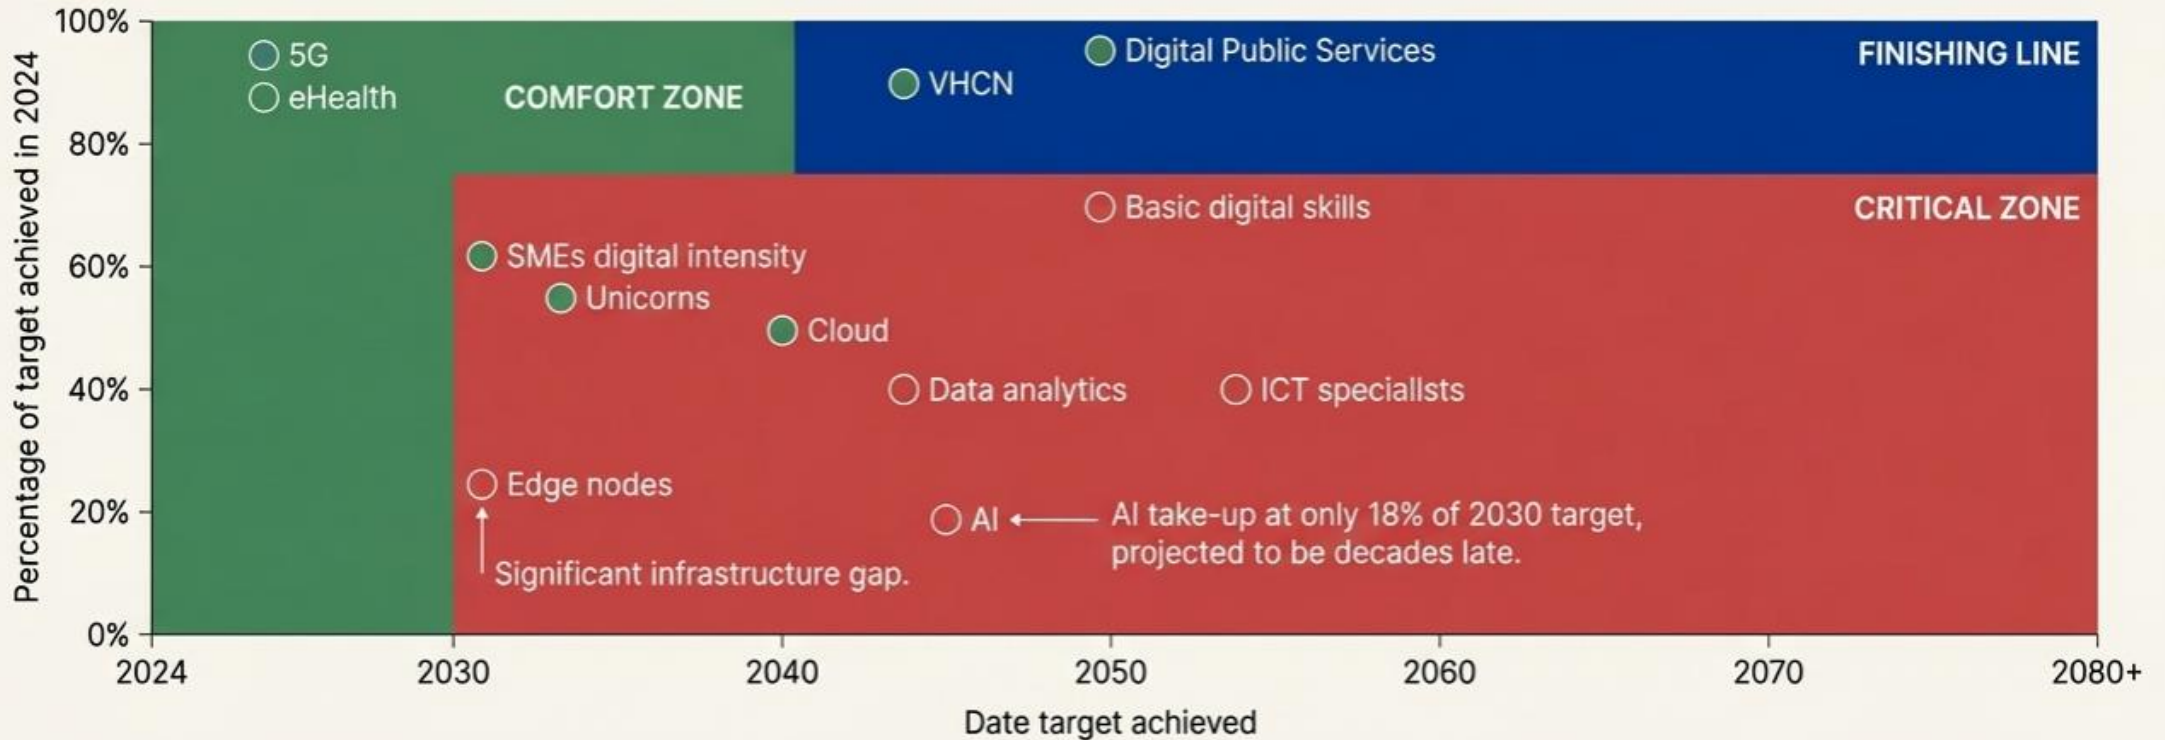 Percentage of target achieved in 2024
100%
80%
60%
40%
20%
0%
5G
eHealth
COMFORT ZONE
VHCN
Digital Public Services
FINISHING LINE
Basic digital skills
CRITICAL ZONE
SMEs digital intensity
Unicorns
Cloud
Data analytics
ICT speciallsts
Edge nodes
Significant infrastructure gap.
AI
AI take-up at only 18% of 2030 target,
projected to be decades late.
2024
2030
2040
2050
2060
2070
2080+
Date target achieved